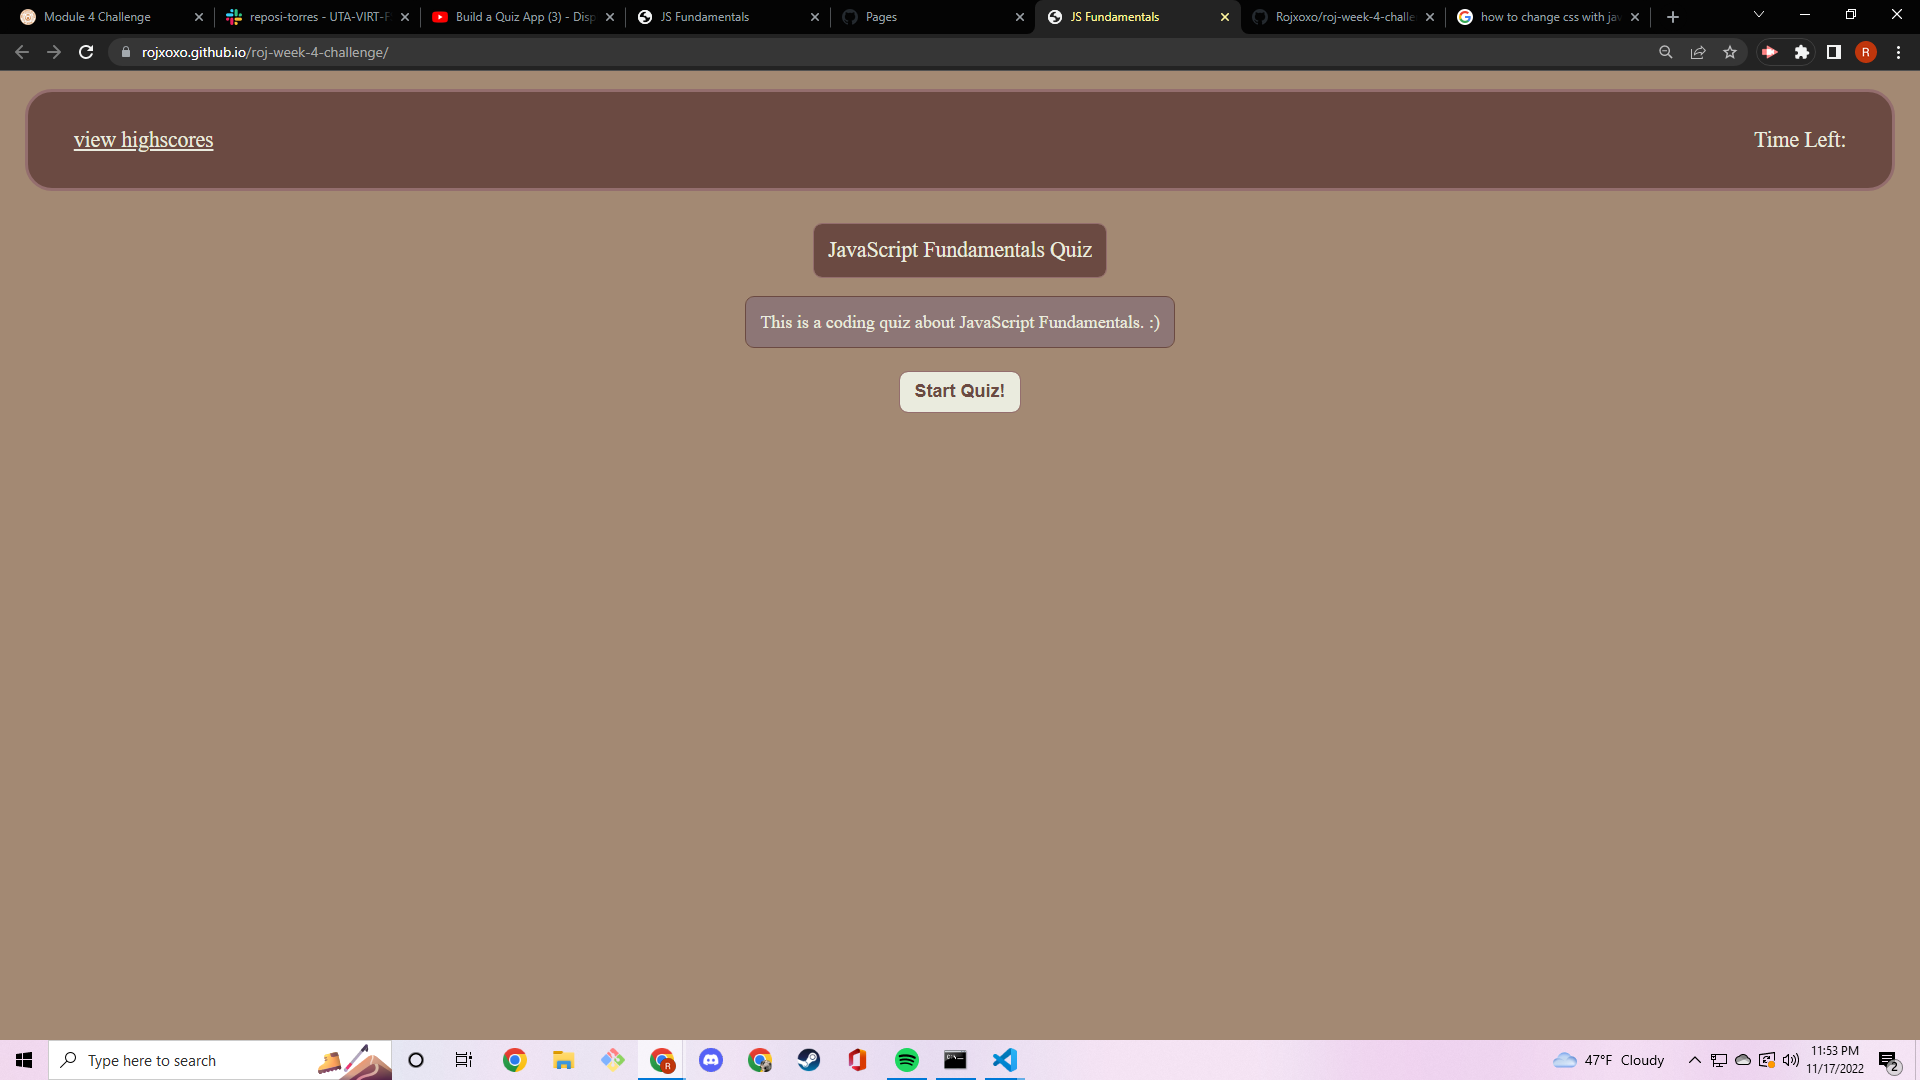 Module 4 Challenge
reposi-torres - UTA-VIRT-F
Build a Quiz App (3) - Disp
JS Fundamentals
Pages
JS Fundamentals
Rojxoxo/roj-week-4-challe
how to change css with jav
rojxoxo.github.io/roj-week-4-challenge/
R
view highscores
Time Left:
JavaScript Fundamentals Quiz
This is a coding quiz about JavaScript Fundamentals. :)
Start Quiz!
Type here to search
R
47°F Cloudy
11:53 PM
11/17/2022
2